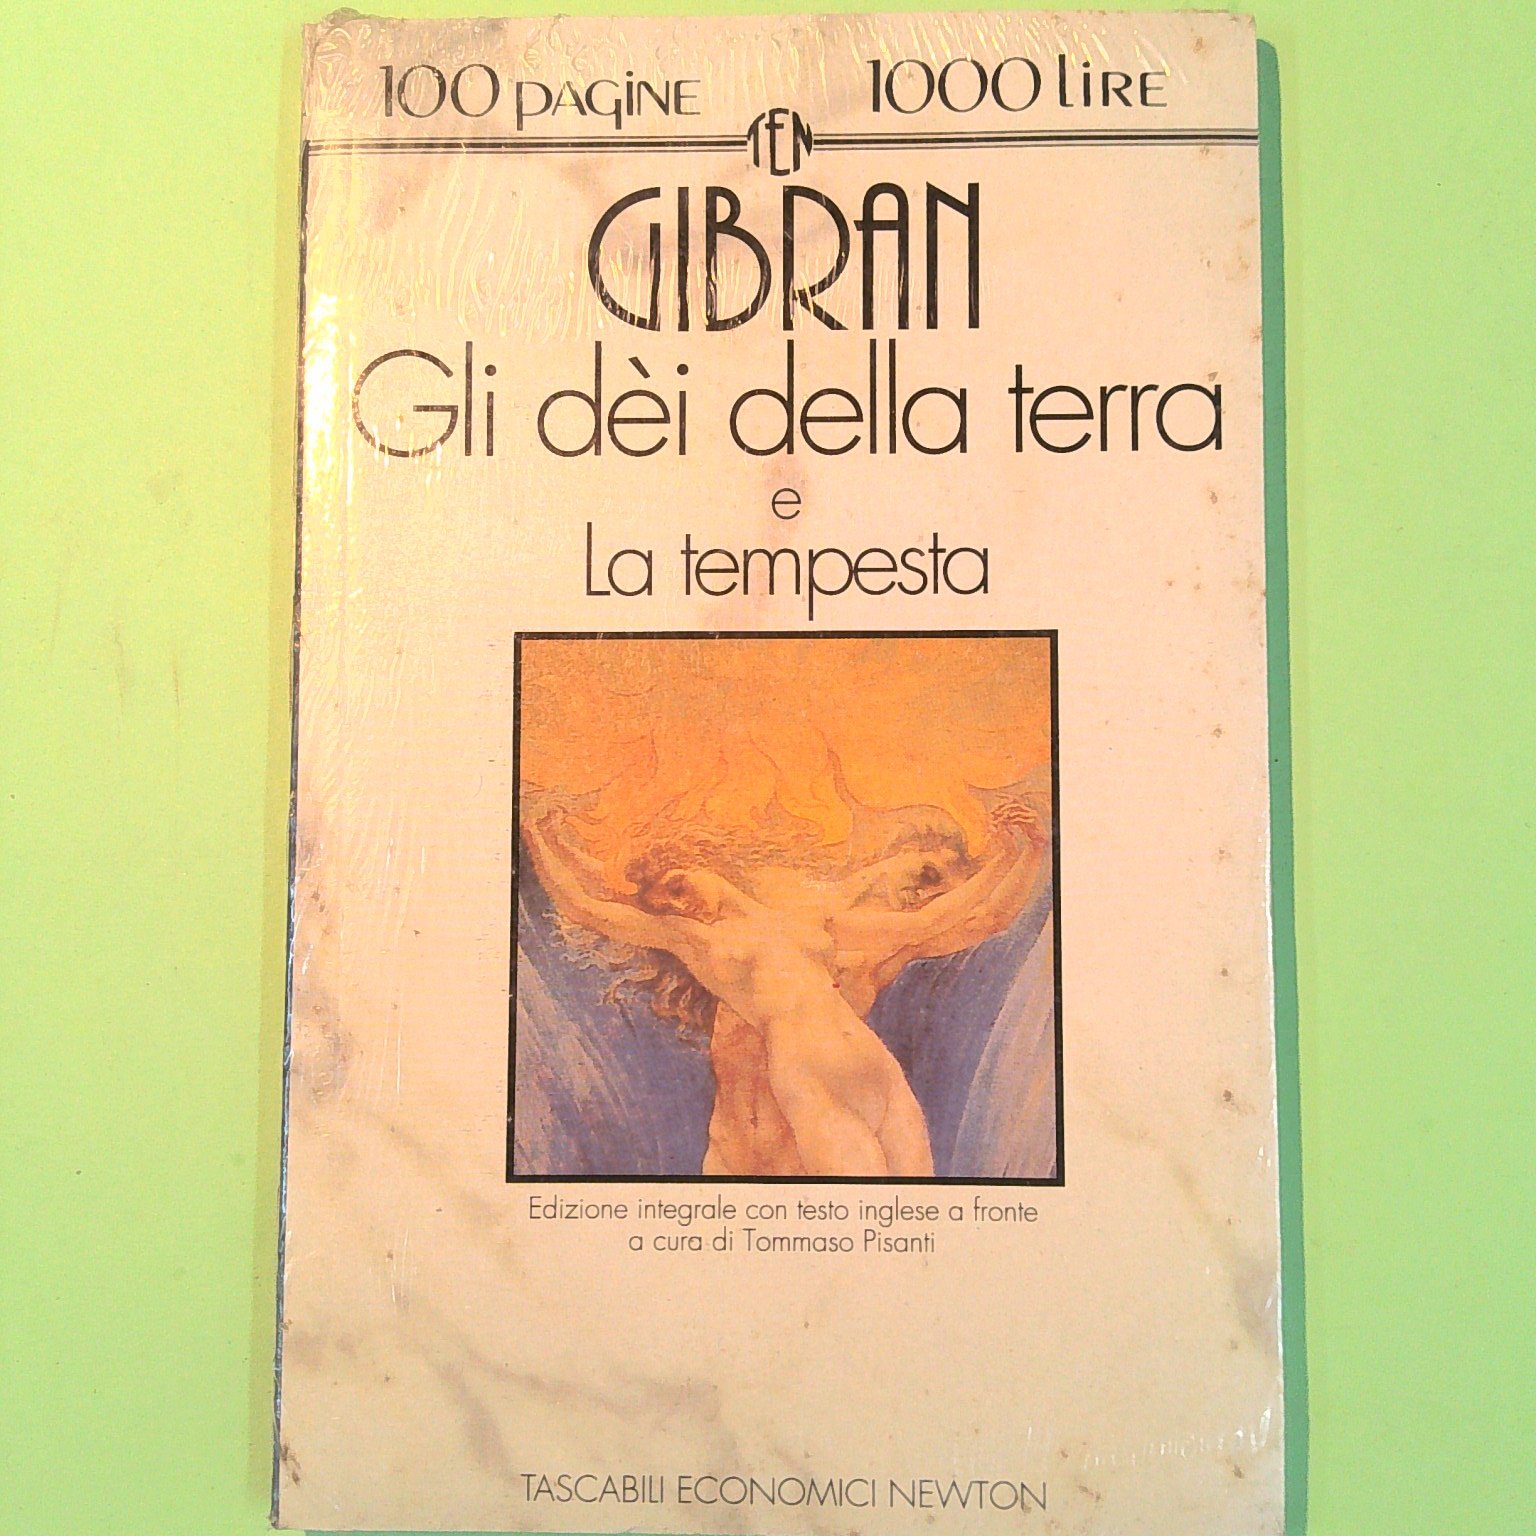 100 pagine 1000 lire
TEN
GIBRAN
Gli dèi della terra
e
La tempesta
Edizione integrale con testo inglese a fronte
a cura di Tommaso Pisanti
TASCABILI ECONOMICI NEWTON